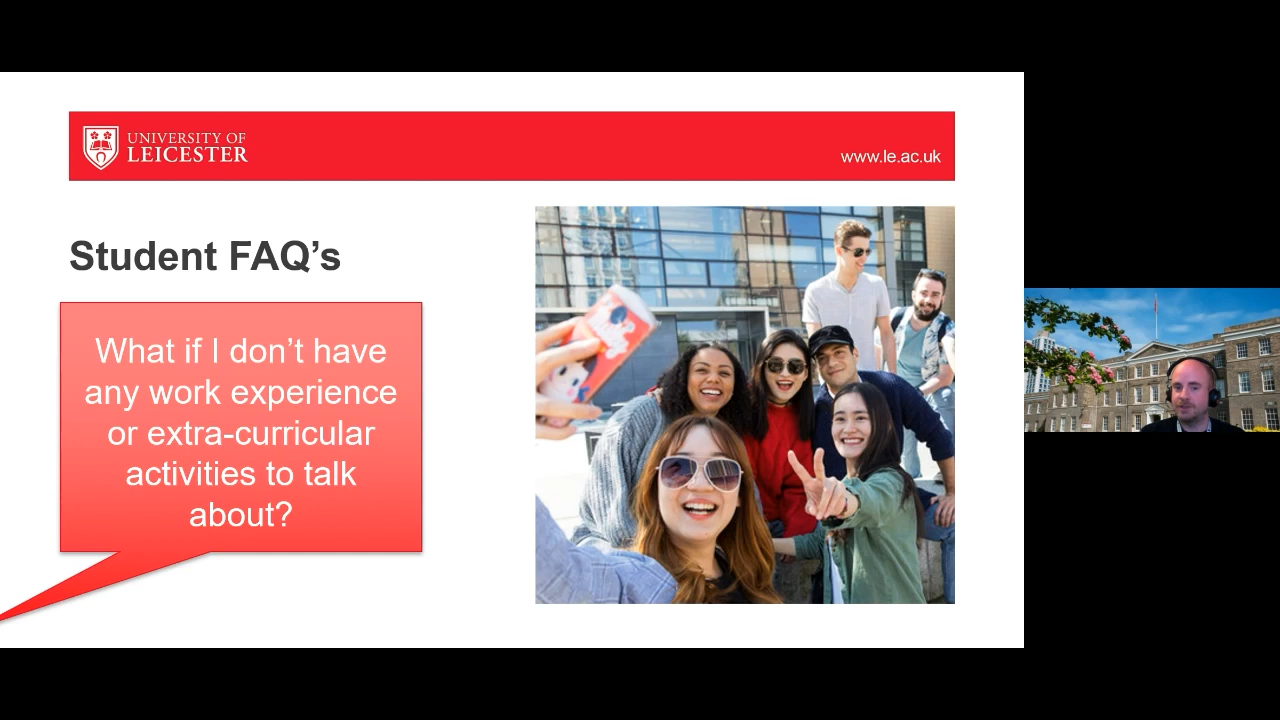 UNIVERSITY OF
LEICESTER
www.le.ac.uk
Student FAQ’s
What if I don’t have
any work experience
or extra-curricular
activities to talk
about?